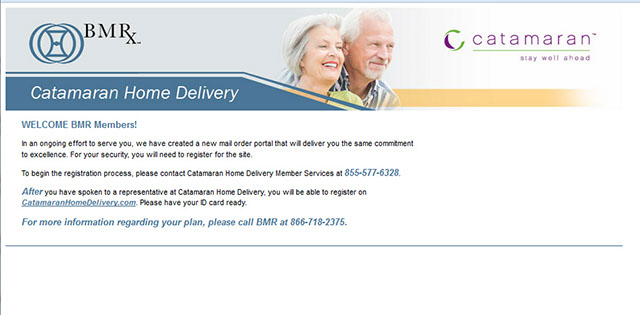 BMRx™
catamaran™
stay well ahead
Catamaran Home Delivery
WELCOME BMR Members!
In an ongoing effort to serve you, we have created a new mail order portal that will deliver you the same commitment
to excellence. For your security, you will need to register for the site.
To begin the registration process, please contact Catamaran Home Delivery Member Services at 855-577-6328.
After you have spoken to a representative at Catamaran Home Delivery, you will be able to register on
CatamaranHomeDelivery.com. Please have your ID card ready.
For more information regarding your plan, please call BMR at 866-718-2375.